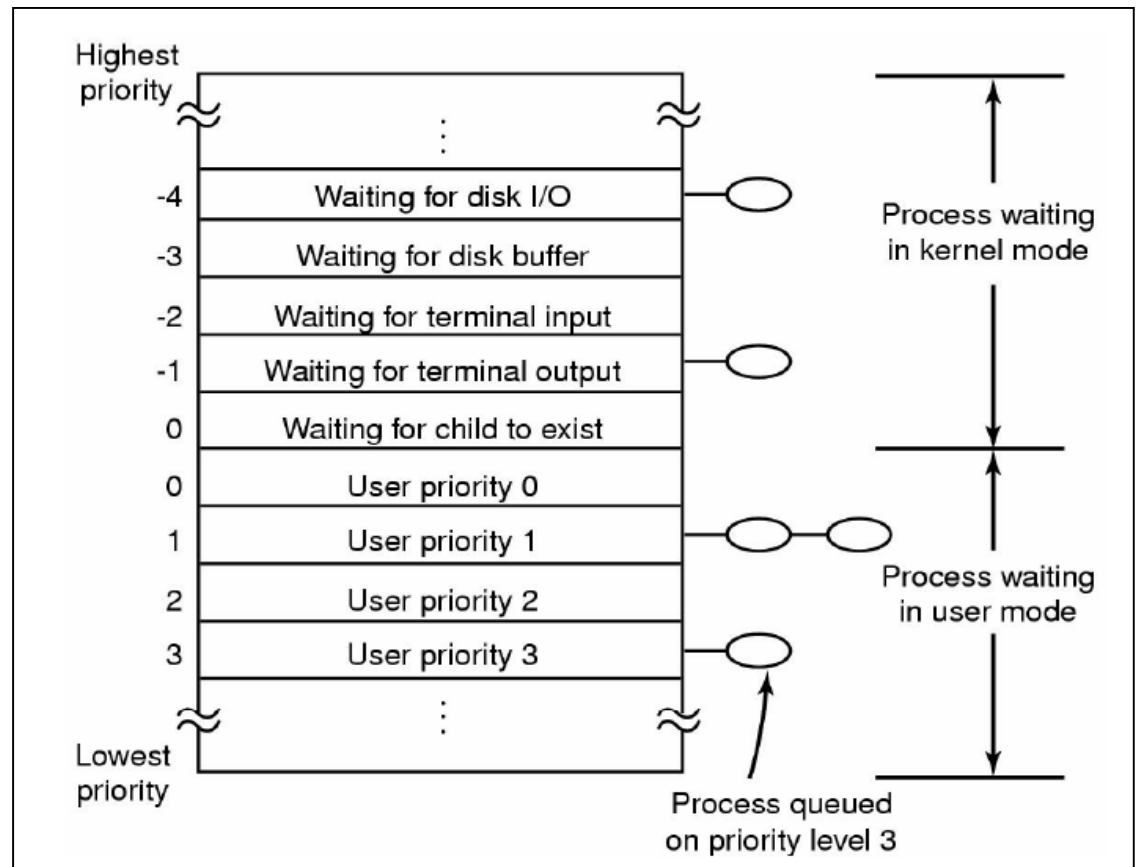 Highest
priority
⋮
-4 Waiting for disk I/O
-3 Waiting for disk buffer
-2 Waiting for terminal input
-1 Waiting for terminal output
0 Waiting for child to exist
0 User priority 0
1 User priority 1
2 User priority 2
3 User priority 3
⋮
Lowest
priority
Process waiting
in kernel mode
Process waiting
in user mode
Process queued
on priority level 3